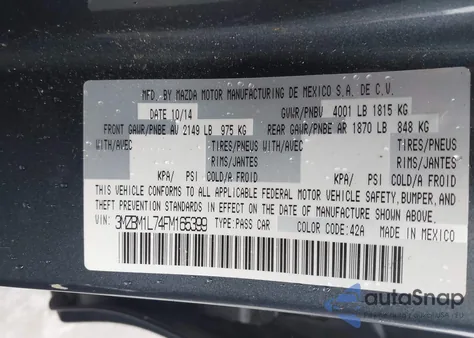 MFD. BY MAZDA MOTOR MANUFACTURING DE MEXICO S.A. DE C.V.
DATE 10/14 GVWR/PNBV 4001 LB 1815 KG
FRONT GAWR/PNBE AV 2149 LB 975 KG REAR GAWR/PNBE AR 1870 LB 848 KG
WITH/AVEC TIRES/PNEUS WITH/AVEC TIRES/PNEUS
RIMS/JANTES RIMS/JANTES
KPA/ PSI COLD/A FROID KPA/ PSI COLD/A FROID
THIS VEHICLE CONFORMS TO ALL APPLICABLE FEDERAL MOTOR VEHICLE SAFETY, BUMPER, AND
THEFT PREVENTION STANDARDS IN EFFECT ON THE DATE OF MANUFACTURE SHOWN ABOVE.
VIN: 3MZBM1L74FM165399 TYPE: PASS CAR COLOR CODE: 42A MADE IN MEXICO
autoSnap